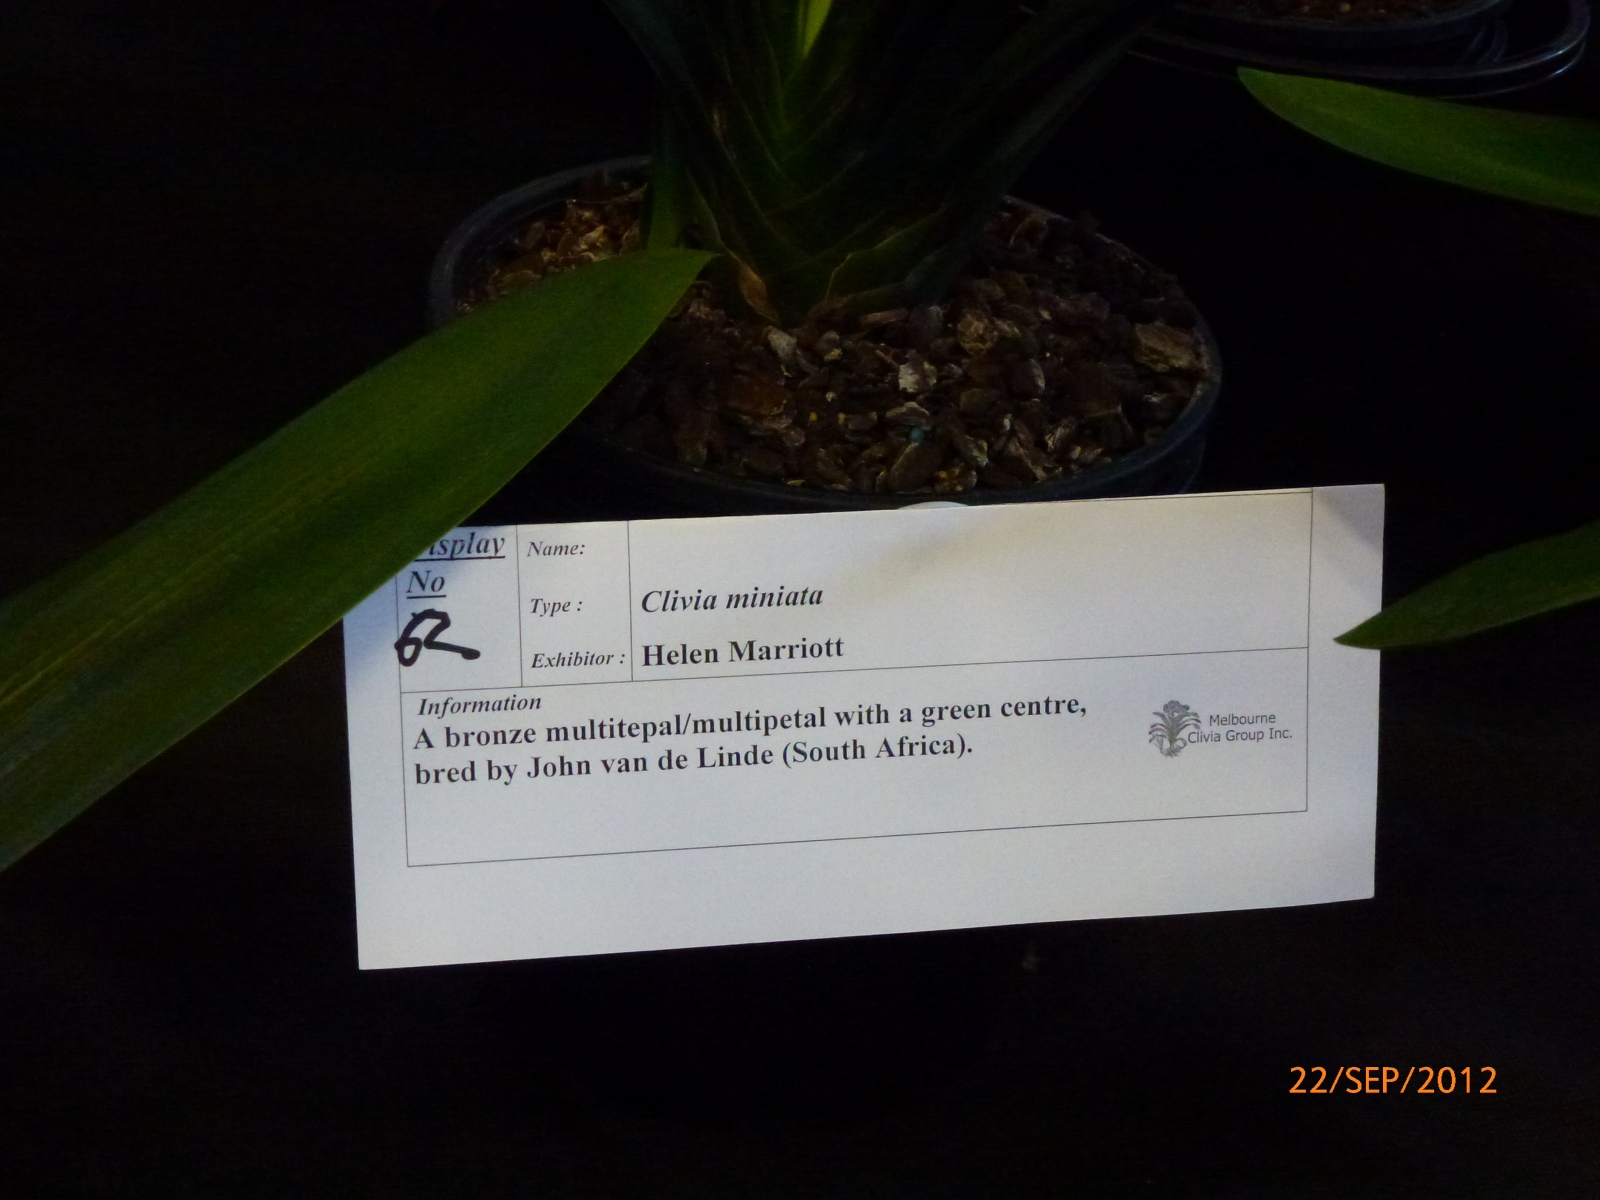 Display
No
62
Name:
Type : Clivia miniata
Exhibitor : Helen Marriott
Information
A bronze multitepal/multipetal with a green centre,
bred by John van de Linde (South Africa).
Melbourne
Clivia Group Inc.
22/SEP/2012